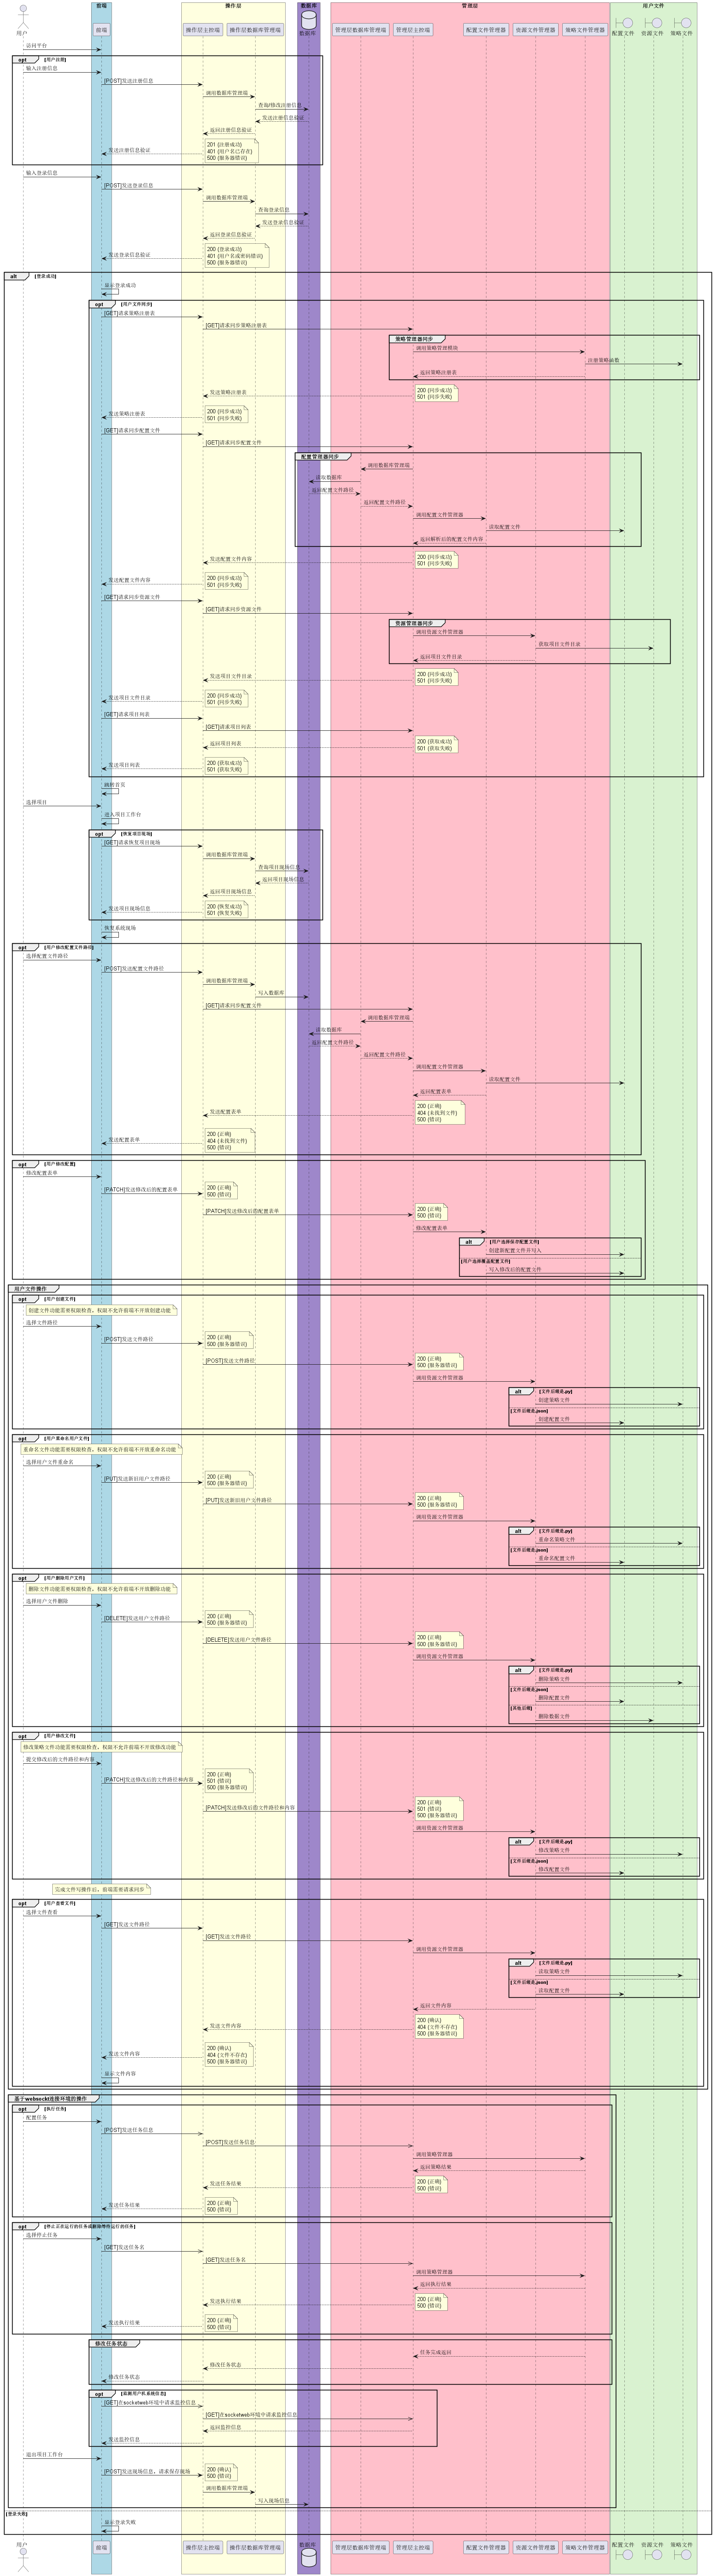 前端
操作层
数据库
管理层
用户文件
用户
前端
操作层主控端
操作层数据库管理端
数据库
管理层数据库管理端
管理层主控端
配置文件管理器
资源文件管理器
策略文件管理器
配置文件
资源文件
策略文件
访问平台
opt [用户注册]
输入注册信息
[POST]发送注册信息
调用数据库管理端
查询/修改注册信息
发送注册信息验证
返回注册信息验证
201 (注册成功)
401 (用户名已存在)
500 (服务器错误)
发送注册信息验证
输入登录信息
[POST]发送登录信息
调用数据库管理端
查询登录信息
发送登录信息验证
返回登录信息验证
200 (登录成功)
401 (用户名或密码错误)
500 (服务器错误)
发送登录信息验证
alt [登录成功]
显示登录成功
opt [用户文件同步]
[GET]请求策略注册表
[GET]请求同步策略注册表
策略管理器同步
调用策略管理模块
注册策略函数
返回策略注册表
发送策略注册表
200 (同步成功)
501 (同步失败)
发送策略注册表
200 (同步成功)
501 (同步失败)
[GET]请求同步配置文件
[GET]请求同步配置文件
配置管理器同步
调用数据库管理端
读取数据库
返回配置文件路径
返回配置文件路径
调用配置文件管理器
读取配置文件
返回解析后的配置文件内容
发送配置文件内容
200 (同步成功)
501 (同步失败)
发送配置文件内容
200 (同步成功)
501 (同步失败)
[GET]请求同步资源文件
[GET]请求同步资源文件
资源管理器同步
调用资源文件管理器
获取项目文件目录
返回项目文件目录
发送项目文件目录
200 (同步成功)
501 (同步失败)
发送项目文件目录
200 (同步成功)
501 (同步失败)
[GET]请求项目列表
[GET]请求项目列表
返回项目列表
200 (获取成功)
501 (获取失败)
发送项目列表
200 (获取成功)
501 (获取失败)
跳转首页
选择项目
进入项目工作台
opt [恢复项目现场]
[GET]请求恢复项目现场
调用数据库管理端
查询项目现场信息
返回项目现场信息
返回项目现场信息
发送项目现场信息
200 (恢复成功)
501 (恢复失败)
恢复系统现场
opt [用户修改配置文件路径]
选择配置文件路径
[POST]发送配置文件路径
调用数据库管理端
写入数据库
[GET]请求同步配置文件
调用数据库管理端
读取数据库
返回配置文件路径
返回配置文件路径
调用配置文件管理器
读取配置文件
返回配置表单
发送配置表单
200 (正确)
404 (未找到文件)
500 (错误)
发送配置表单
200 (正确)
404 (未找到文件)
500 (错误)
opt [用户修改配置]
修改配置表单
[PATCH]发送修改后的配置表单
200 (正确)
500 (错误)
[PATCH]发送修改后的配置表单
200 (正确)
500 (错误)
修改配置表单
alt [用户选择保存配置文件]
创建新配置文件并写入
[用户选择覆盖配置文件]
写入修改后的配置文件
用户文件操作
opt [用户创建文件]
创建文件功能需要权限检查，权限不允许前端不开放创建功能
选择文件路径
[POST]发送文件路径
200 (正确)
500 (服务器错误)
[POST]发送文件路径
200 (正确)
500 (服务器错误)
调用资源文件管理器
alt [文件后缀是.py]
创建策略文件
[文件后缀是.json]
创建配置文件
opt [用户重命名用户文件]
重命名文件功能需要权限检查，权限不允许前端不开放重命名功能
选择用户文件重命名
[PUT]发送新旧用户文件路径
200 (正确)
500 (服务器错误)
[PUT]发送新旧用户文件路径
200 (正确)
500 (服务器错误)
调用资源文件管理器
alt [文件后缀是.py]
重命名策略文件
[文件后缀是.json]
重命名配置文件
opt [用户删除用户文件]
删除文件功能需要权限检查，权限不允许前端不开放删除功能
选择用户文件删除
[DELETE]发送用户文件路径
200 (正确)
500 (服务器错误)
[DELETE]发送用户文件路径
200 (正确)
500 (服务器错误)
调用资源文件管理器
alt [文件后缀是.py]
删除策略文件
[文件后缀是.json]
删除配置文件
[其他后缀]
删除数据文件
opt [用户修改文件]
修改策略文件功能需要权限检查，权限不允许前端不开放修改功能
提交修改后的文件路径和内容
[PATCH]发送修改后的文件路径和内容
200 (正确)
501 (错误)
500 (服务器错误)
[PATCH]发送修改后的文件路径和内容
200 (正确)
501 (错误)
500 (服务器错误)
调用资源文件管理器
alt [文件后缀是.py]
修改策略文件
[文件后缀是.json]
修改配置文件
完成文件写操作后，前端需要请求同步
opt [用户查看文件]
选择文件查看
[GET]发送文件路径
[GET]发送文件路径
调用资源文件管理器
alt [文件后缀是.py]
读取策略文件
[文件后缀是.json]
读取配置文件
返回文件内容
发送文件内容
200 (确认)
404 (文件不存在)
500 (服务器错误)
发送文件内容
200 (确认)
404 (文件不存在)
500 (服务器错误)
显示文件内容
基于websockt连接环境的操作
opt [执行任务]
配置任务
[POST]发送任务信息
[POST]发送任务信息
调用策略管理器
返回策略结果
发送任务结果
200 (正确)
500 (错误)
发送任务结果
200 (正确)
500 (错误)
opt [停止正在运行的任务或删除等待运行的任务]
选择停止任务
[GET]发送任务名
[GET]发送任务名
调用策略管理器
返回执行结果
发送执行结果
200 (正确)
500 (错误)
发送执行结果
200 (正确)
500 (错误)
修改任务状态
任务完成返回
修改任务状态
修改任务状态
opt [监测用户机系统信息]
[GET]在socketweb环境中请求监控信息
[GET]在socketweb环境中请求监控信息
返回监控信息
发送监控信息
退出项目工作台
[POST]发送现场信息，请求保存现场
200 (确认)
500 (错误)
调用数据库管理端
写入现场信息
[登录失败]
显示登录失败
用户
前端
操作层主控端
操作层数据库管理端
数据库
管理层数据库管理端
管理层主控端
配置文件管理器
资源文件管理器
策略文件管理器
配置文件
资源文件
策略文件